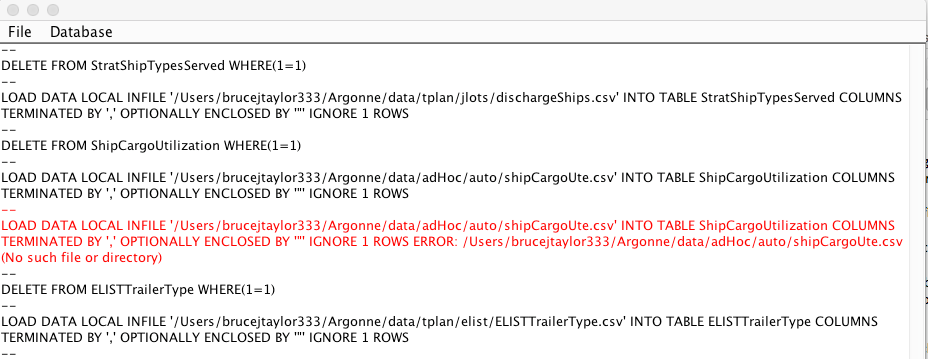 File Database
--
DELETE FROM StratShipTypesServed WHERE(1=1)
--
LOAD DATA LOCAL INFILE '/Users/brucejtaylor333/Argonne/data/tplan/jlots/dischargeShips.csv' INTO TABLE StratShipTypesServed COLUMNS
TERMINATED BY ',' OPTIONALLY ENCLOSED BY '"' IGNORE 1 ROWS
--
DELETE FROM ShipCargoUtilization WHERE(1=1)
--
LOAD DATA LOCAL INFILE '/Users/brucejtaylor333/Argonne/data/adHoc/auto/shipCargoUte.csv' INTO TABLE ShipCargoUtilization COLUMNS
TERMINATED BY ',' OPTIONALLY ENCLOSED BY '"' IGNORE 1 ROWS
--
LOAD DATA LOCAL INFILE '/Users/brucejtaylor333/Argonne/data/adHoc/auto/shipCargoUte.csv' INTO TABLE ShipCargoUtilization COLUMNS
TERMINATED BY ',' OPTIONALLY ENCLOSED BY '"' IGNORE 1 ROWS ERROR: /Users/brucejtaylor333/Argonne/data/adHoc/auto/shipCargoUte.csv
(No such file or directory)
--
DELETE FROM ELISTTrailerType WHERE(1=1)
--
LOAD DATA LOCAL INFILE '/Users/brucejtaylor333/Argonne/data/tplan/elist/ELISTTrailerType.csv' INTO TABLE ELISTTrailerType COLUMNS
TERMINATED BY ',' OPTIONALLY ENCLOSED BY '"' IGNORE 1 ROWS
--